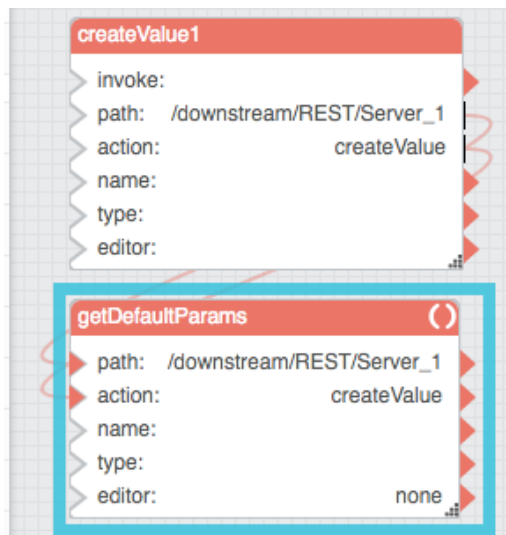 createValue1
invoke:
path: /downstream/REST/Server_1
action: createValue
name:
type:
editor:
getDefaultParams ()
path: /downstream/REST/Server_1
action: createValue
name:
type:
editor: none